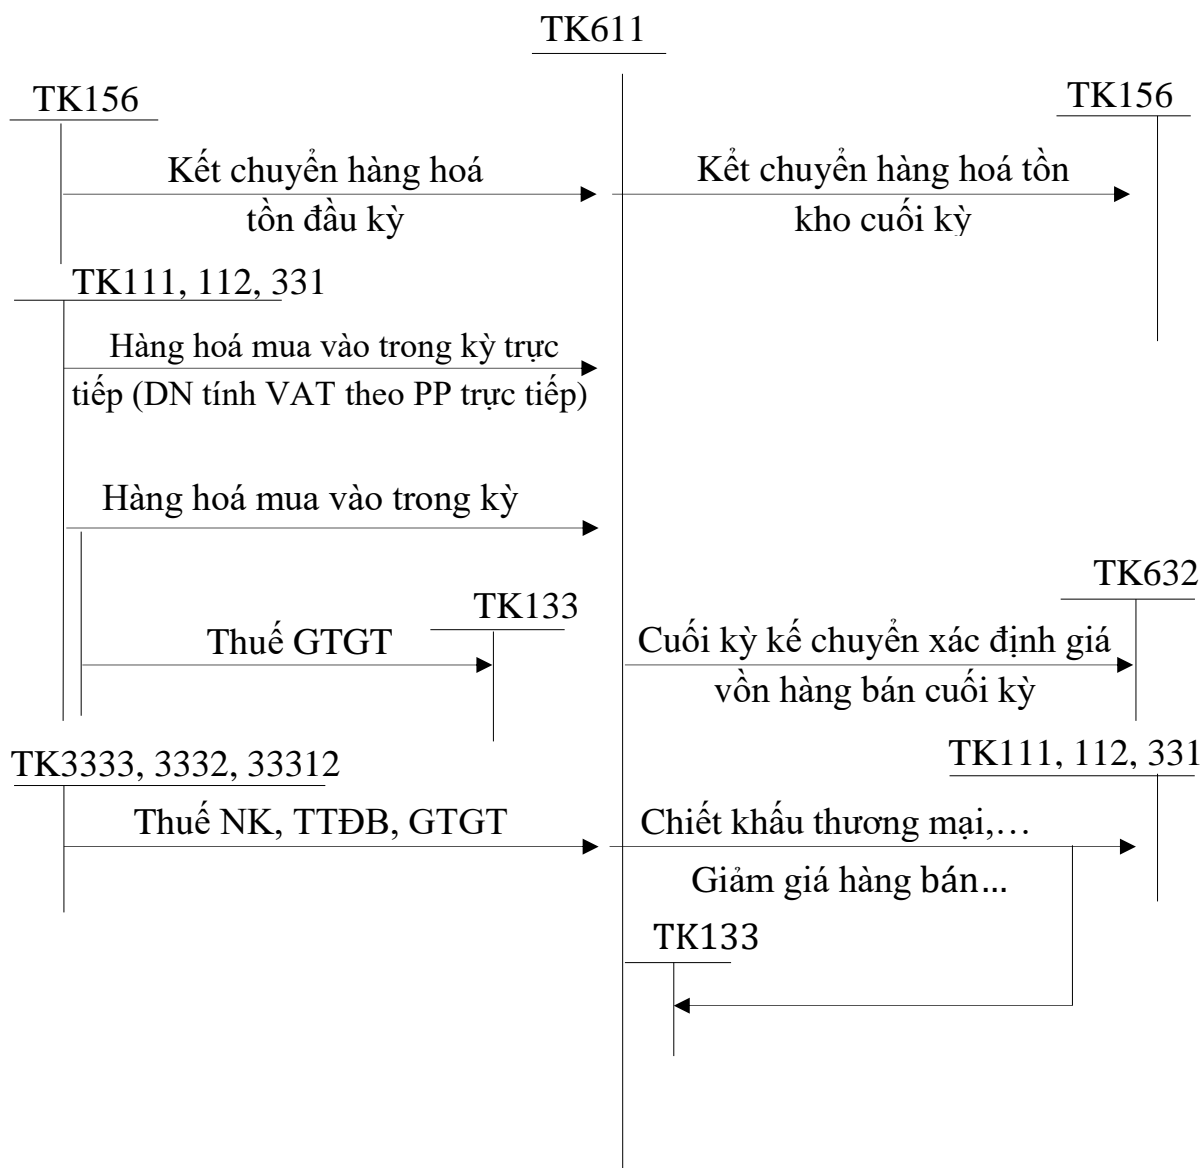 TK611
TK156
TK156
Kết chuyển hàng hoá
tồn đầu kỳ
Kểt chuyển hàng hoá tồn
kho cuối kỳ
TK111, 112, 331
Hàng hoá mua vào trong kỳ trực
tiếp (DN tính VAT theo PP trực tiếp)
Hàng hoá mua vào trong kỳ
TK133
Thuế GTGT
TK632
Cuối kỳ kế chuyển xác định giá
vồn hàng bán cuối kỳ
TK3333, 3332, 33312
Thuế NK, TTĐB, GTGT
TK111, 112, 331
Chiết khấu thương mại,…
Giảm giá hàng bán...
TK133